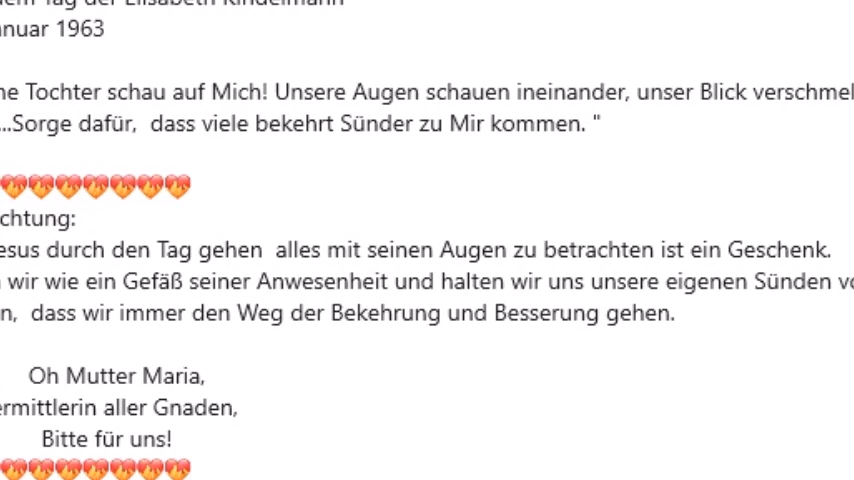 dem Tag der Elisabeth Kindelmann
anuar 1963
ne Tochter schau auf Mich! Unsere Augen schauen ineinander, unser Blick verschmel
...Sorge dafür,  dass viele bekehrt Sünder zu Mir kommen. "
❤️‍🔥❤️‍🔥❤️‍🔥❤️‍🔥❤️‍🔥❤️‍🔥❤️‍🔥
chtung:
esus durch den Tag gehen  alles mit seinen Augen zu betrachten ist ein Geschenk.
wir wie ein Gefäß seiner Anwesenheit und halten wir uns unsere eigenen Sünden vo
n,  dass wir immer den Weg der Bekehrung und Besserung gehen.
Oh Mutter Maria,
ermittlerin aller Gnaden,
Bitte für uns!
❤️‍🔥❤️‍🔥❤️‍🔥❤️‍🔥❤️‍🔥❤️‍🔥❤️‍🔥